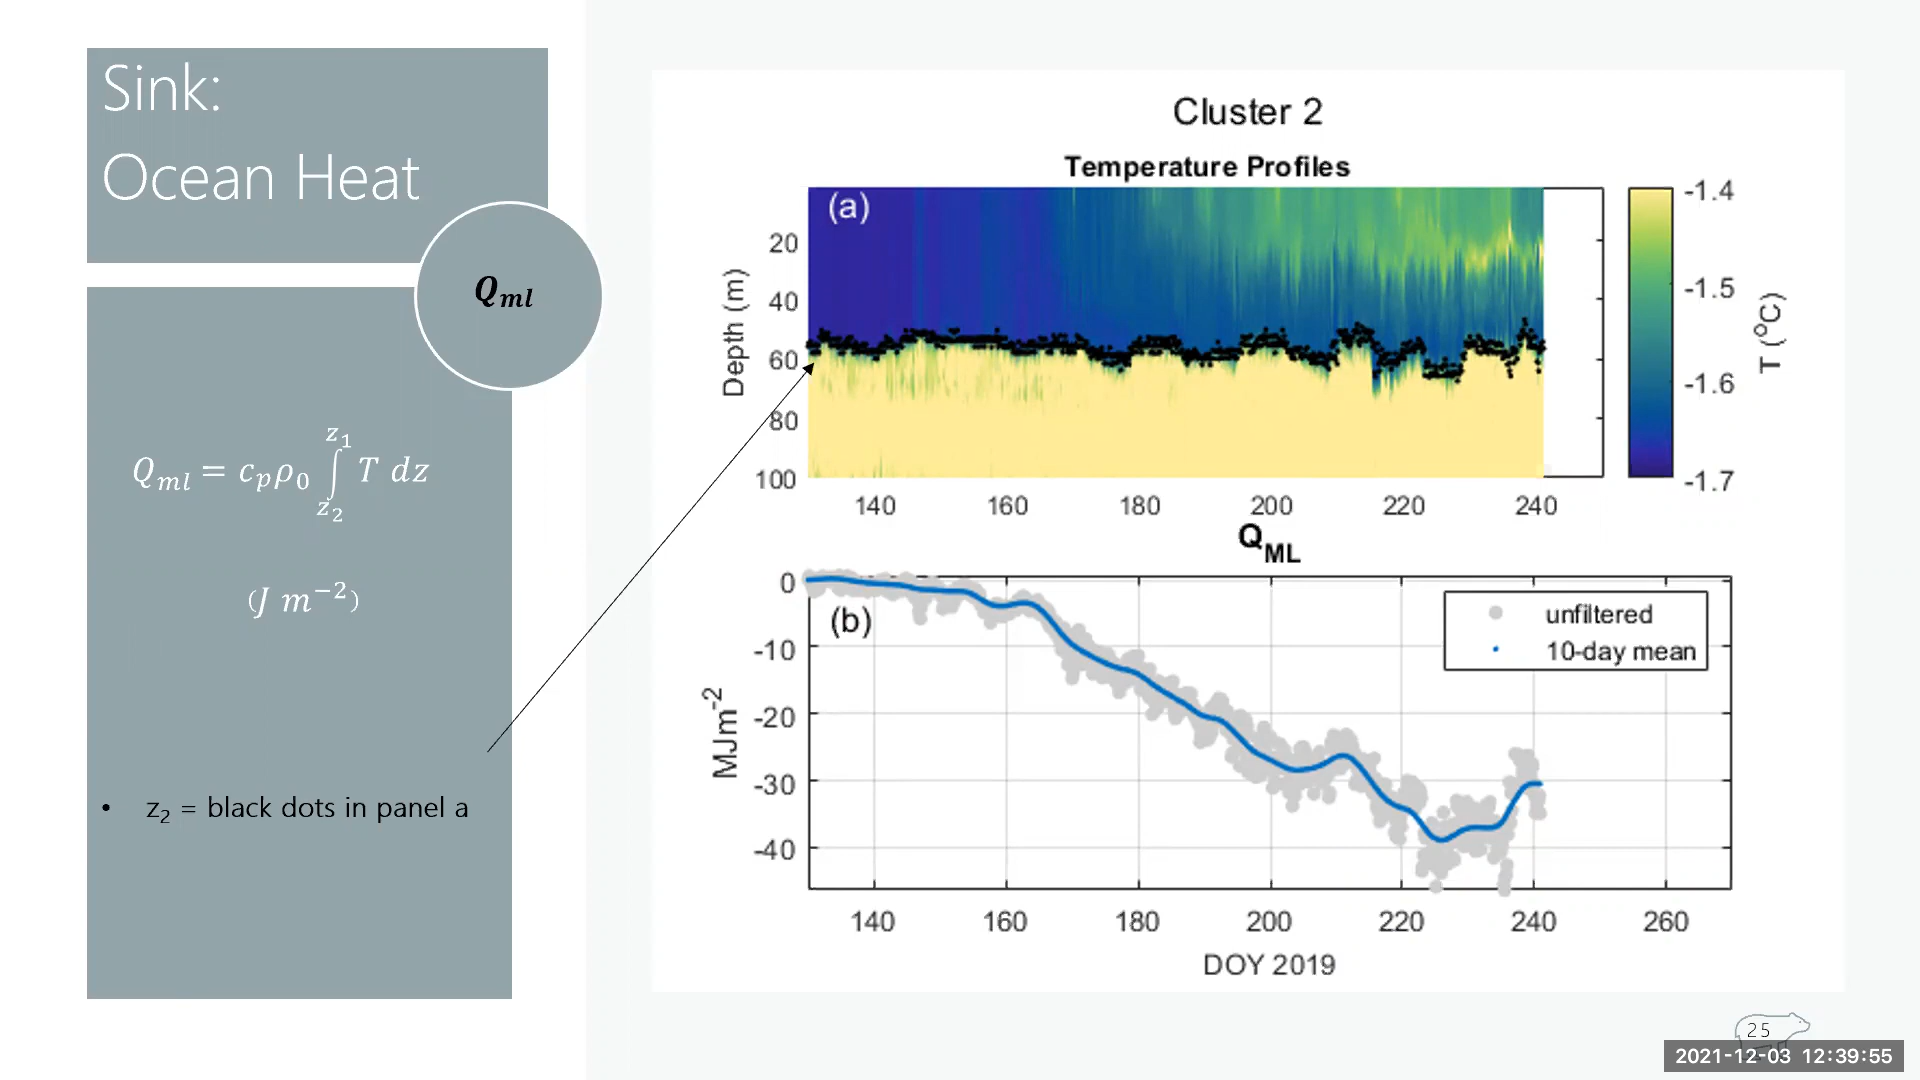 Sink:
Ocean Heat
Q_ml
Q_ml = c_p ρ_0 ∫_{z_2}^{z_1} T dz
(J m⁻²)
• z₂ = black dots in panel a
Cluster 2
Temperature Profiles
(a)
Depth (m)
20
40
60
80
100
140 160 180 200 220 240
-1.4
-1.5
-1.6
-1.7
T (°C)
Q_ML
(b)
MJm⁻²
0
-10
-20
-30
-40
unfiltered
10-day mean
140 160 180 200 220 240 260
DOY 2019
25
2021-12-03 12:39:55